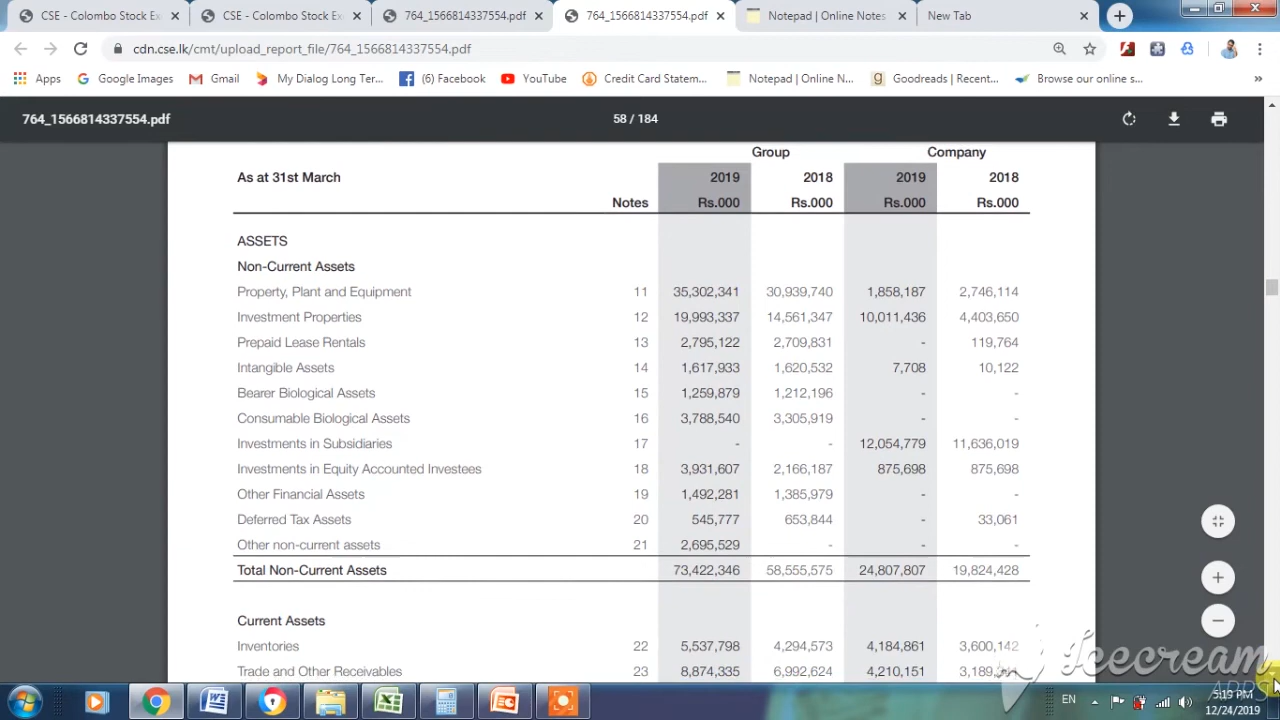 CSE - Colombo Stock Ex
CSE - Colombo Stock Ex
764_1566814337554.pdf
764_1566814337554.pdf
Notepad | Online Notes
New Tab
cdn.cse.lk/cmt/upload_report_file/764_1566814337554.pdf
Apps
Google Images
Gmail
My Dialog Long Ter...
(6) Facebook
YouTube
Credit Card Statem...
Notepad | Online N...
Goodreads | Recent...
Browse our online s...
764_1566814337554.pdf
58 / 184
Group Company
As at 31st March 2019 2018 2019 2018
Notes Rs.000 Rs.000 Rs.000 Rs.000
ASSETS
Non-Current Assets
Property, Plant and Equipment 11 35,302,341 30,939,740 1,858,187 2,746,114
Investment Properties 12 19,993,337 14,561,347 10,011,436 4,403,650
Prepaid Lease Rentals 13 2,795,122 2,709,831 - 119,764
Intangible Assets 14 1,617,933 1,620,532 7,708 10,122
Bearer Biological Assets 15 1,259,879 1,212,196 - -
Consumable Biological Assets 16 3,788,540 3,305,919 - -
Investments in Subsidiaries 17 - - 12,054,779 11,636,019
Investments in Equity Accounted Investees 18 3,931,607 2,166,187 875,698 875,698
Other Financial Assets 19 1,492,281 1,385,979 - -
Deferred Tax Assets 20 545,777 653,844 - 33,061
Other non-current assets 21 2,695,529 - - -
Total Non-Current Assets 73,422,346 58,555,575 24,807,807 19,824,428
Current Assets
Inventories 22 5,537,798 4,294,573 4,184,861 3,600,142
Trade and Other Receivables 23 8,874,335 6,992,624 4,210,151
Icecream
APPS
EN
5:19 PM
12/24/2019